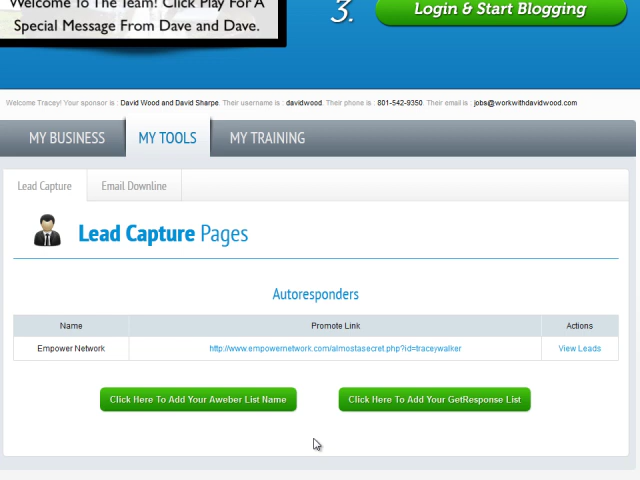 Welcome To The Team! Click Play For A
Special Message From Dave and Dave.
3.
Login & Start Blogging
Welcome Tracey! Your sponsor is : David Wood and David Sharpe. Their username is : davidwood. Their phone is : 801-542-9350. Their email is : jobs@workwithdavidwood.com
MY BUSINESS
MY TOOLS
MY TRAINING
Lead Capture
Email Downline
Lead Capture Pages
Autoresponders
Name
Promote Link
Actions
Empower Network
http://www.empowernetwork.com/almostasecret.php?id=traceywalker
View Leads
Click Here To Add Your Aweber List Name
Click Here To Add Your GetResponse List